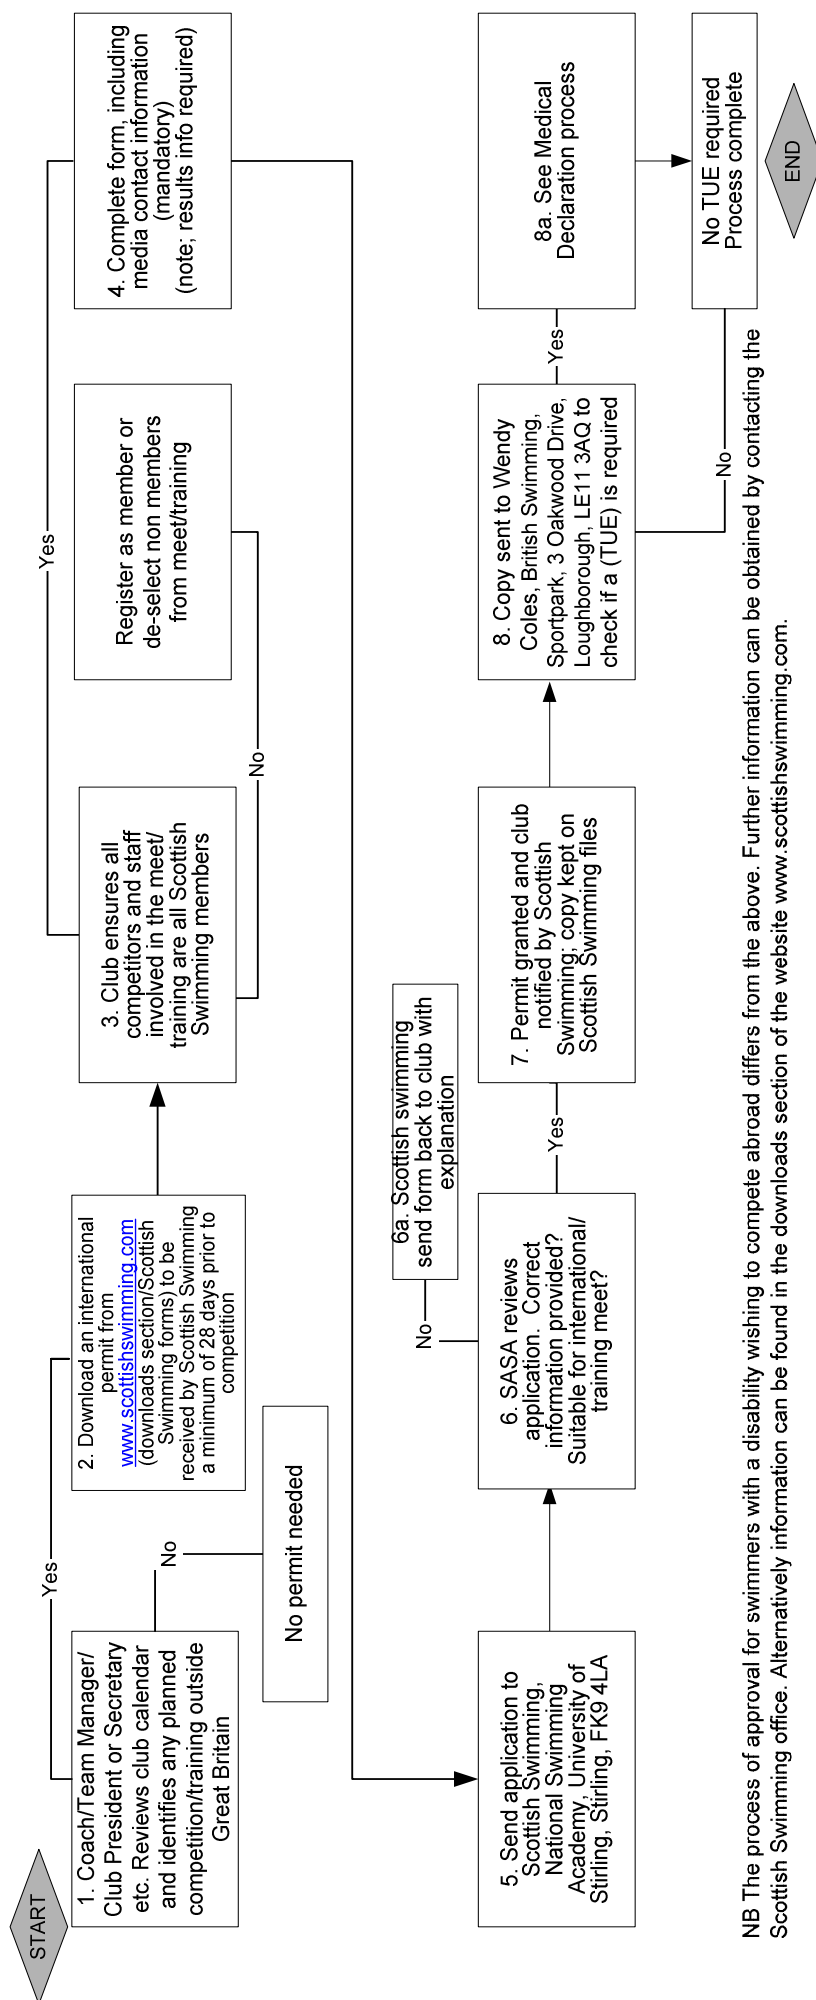 START
1. Coach/Team Manager/
Club President or Secretary
etc. Reviews club calendar
and identifies any planned
competition/training outside
Great Britain
Yes
No
No permit needed
2. Download an international
permit from
www.scottishswimming.com
(downloads section/Scottish
Swimming forms) to be
received by Scottish Swimming
a minimum of 28 days prior to
competition
3. Club ensures all
competitors and staff
involved in the meet/
training are all Scottish
Swimming members
Yes
No
Register as member or
de-select non members
from meet/training
4. Complete form, including
media contact information
(mandatory)
(note; results info required)
5. Send application to
Scottish Swimming,
National Swimming
Academy, University of
Stirling, Stirling, FK9 4LA
6. SASA reviews
application. Correct
information provided?
Suitable for international/
training meet?
No
6a. Scottish swimming
send form back to club with
explanation
Yes
7. Permit granted and club
notified by Scottish
Swimming; copy kept on
Scottish Swimming files
8. Copy sent to Wendy
Coles, British Swimming,
Sportpark, 3 Oakwood Drive,
Loughborough, LE11 3AQ to
check if a (TUE) is required
Yes
No
8a. See Medical
Declaration process
No TUE required
Process complete
END
NB The process of approval for swimmers with a disability wishing to compete abroad differs from the above. Further information can be obtained by contacting the
Scottish Swimming office. Alternatively information can be found in the downloads section of the website www.scottishswimming.com.